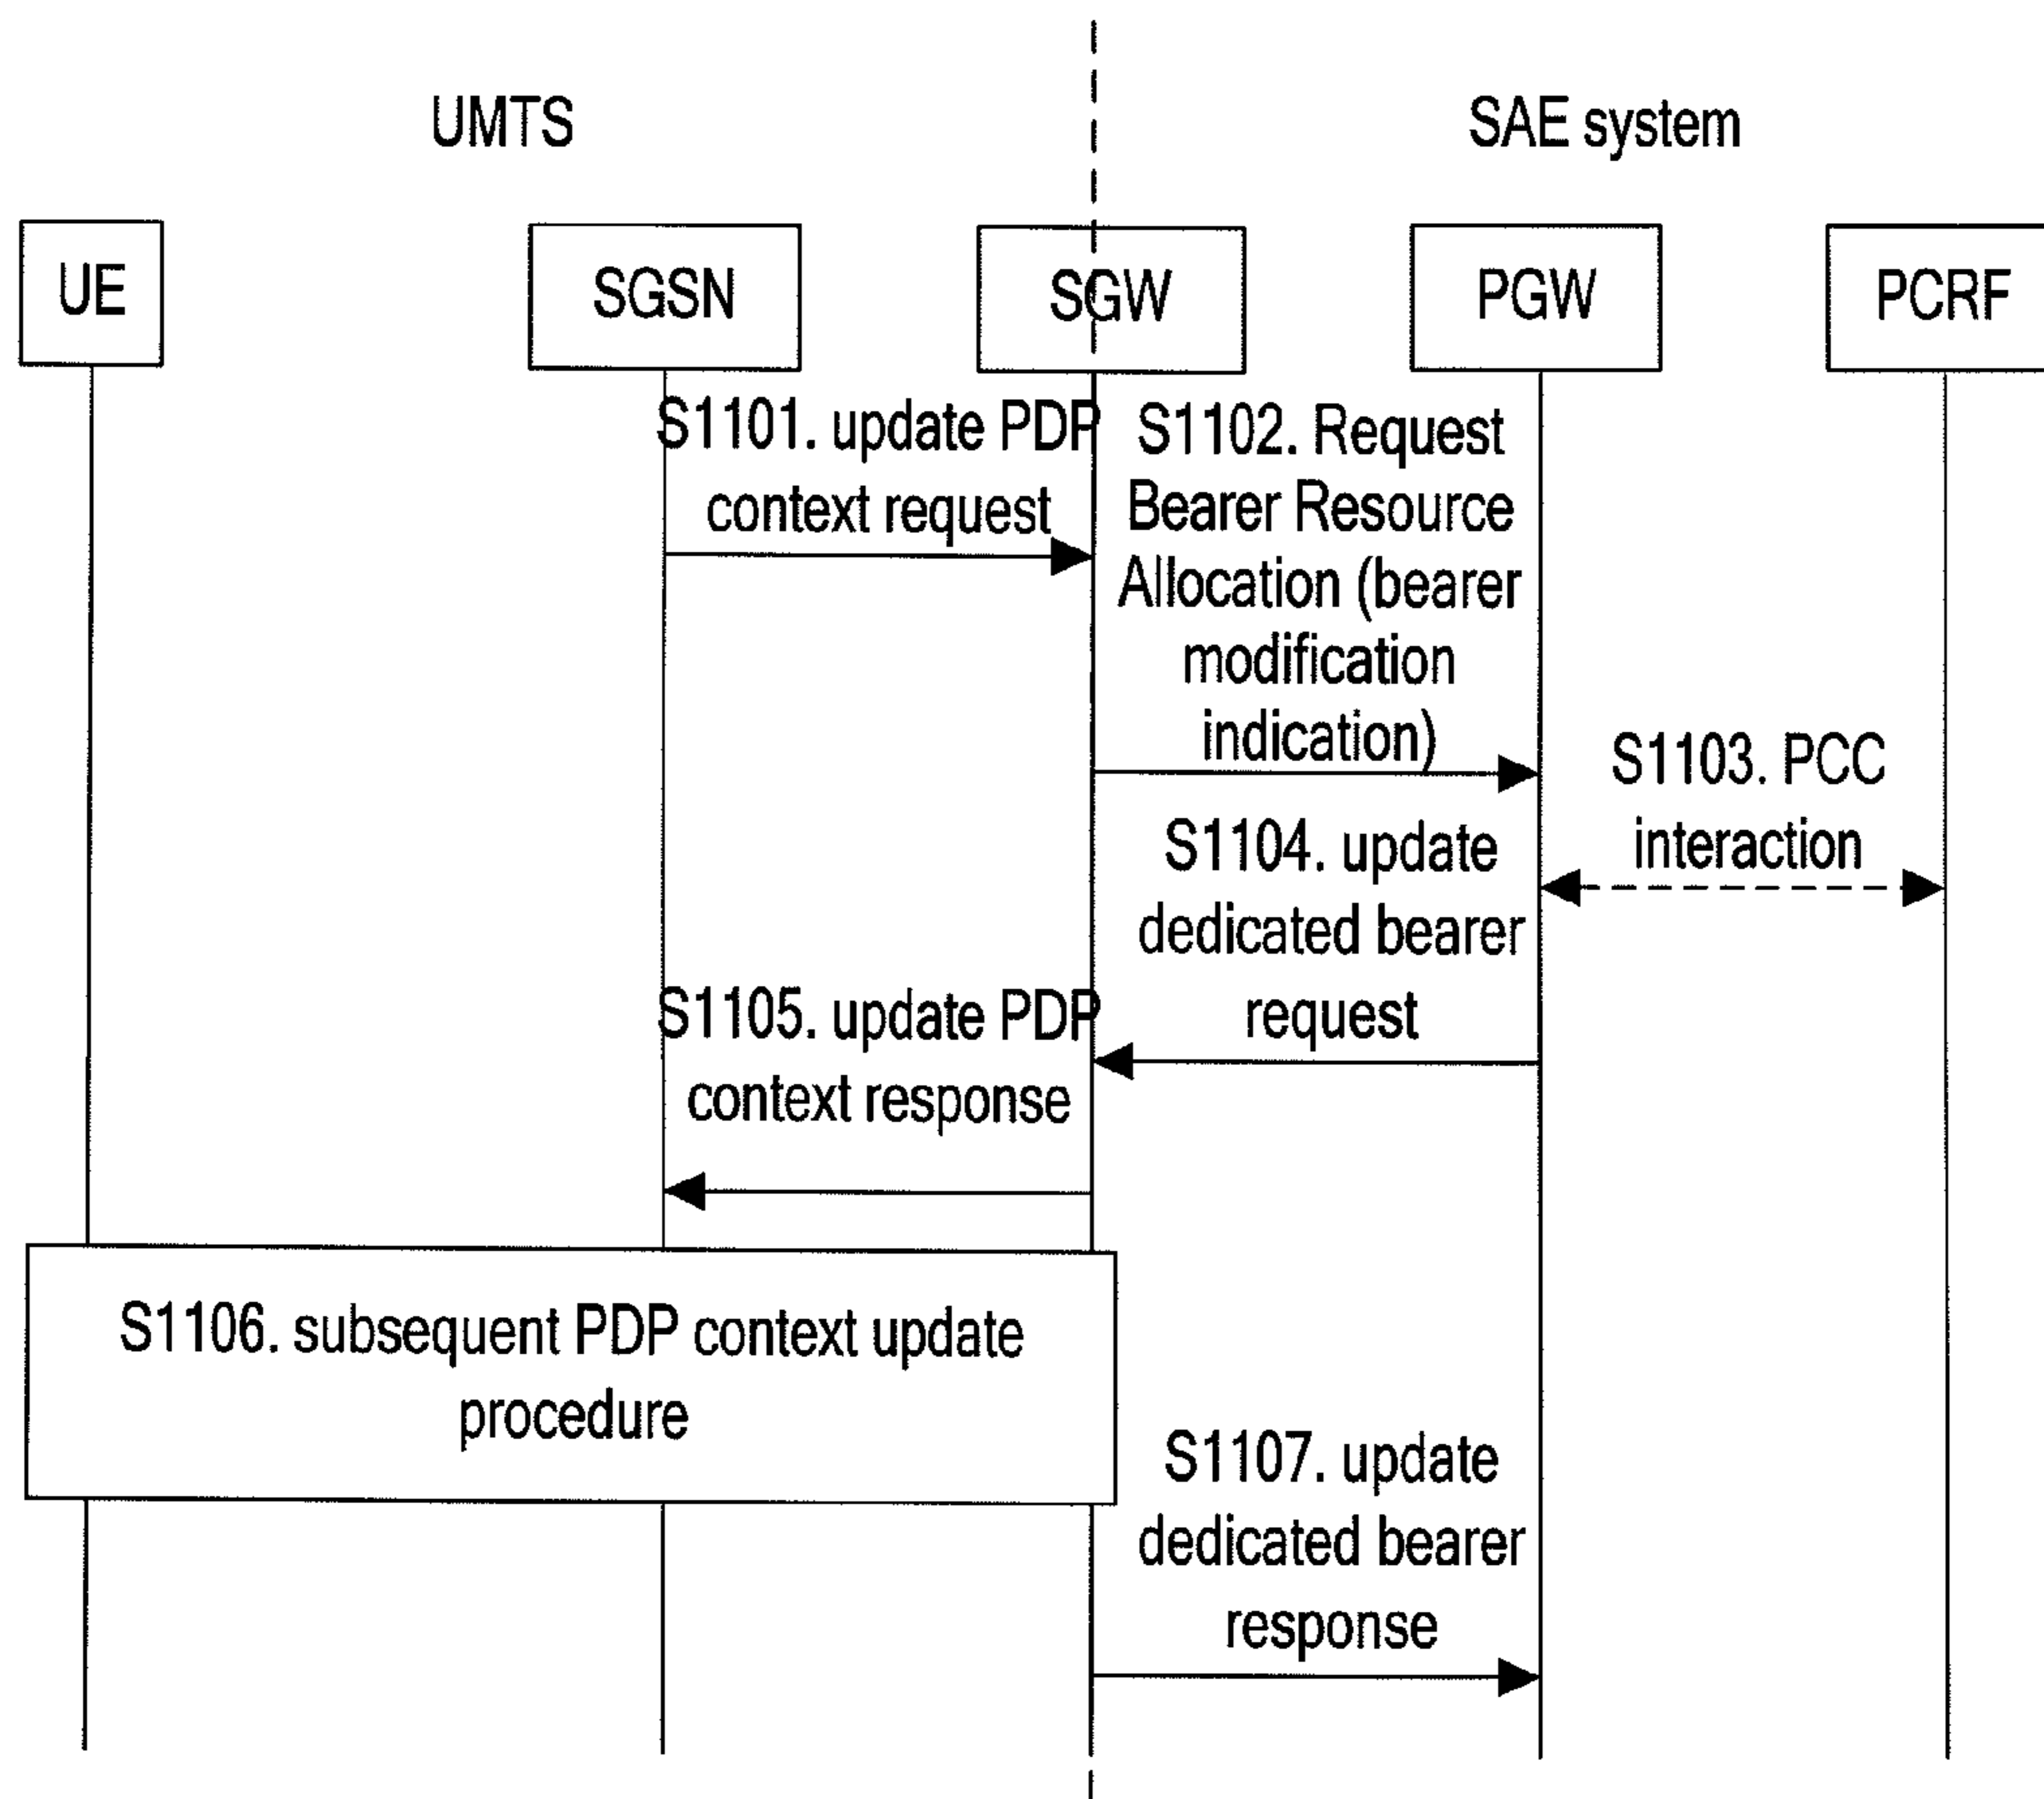 UMTS
SAE system
UE
SGSN
SGW
PGW
PCRF
S1101. update PDP
context request
S1102. Request
Bearer Resource
Allocation (bearer
modification
indication)
S1103. PCC
interaction
S1104. update
dedicated bearer
request
S1105. update PDP
context response
S1106. subsequent PDP context update
procedure
S1107. update
dedicated bearer
response